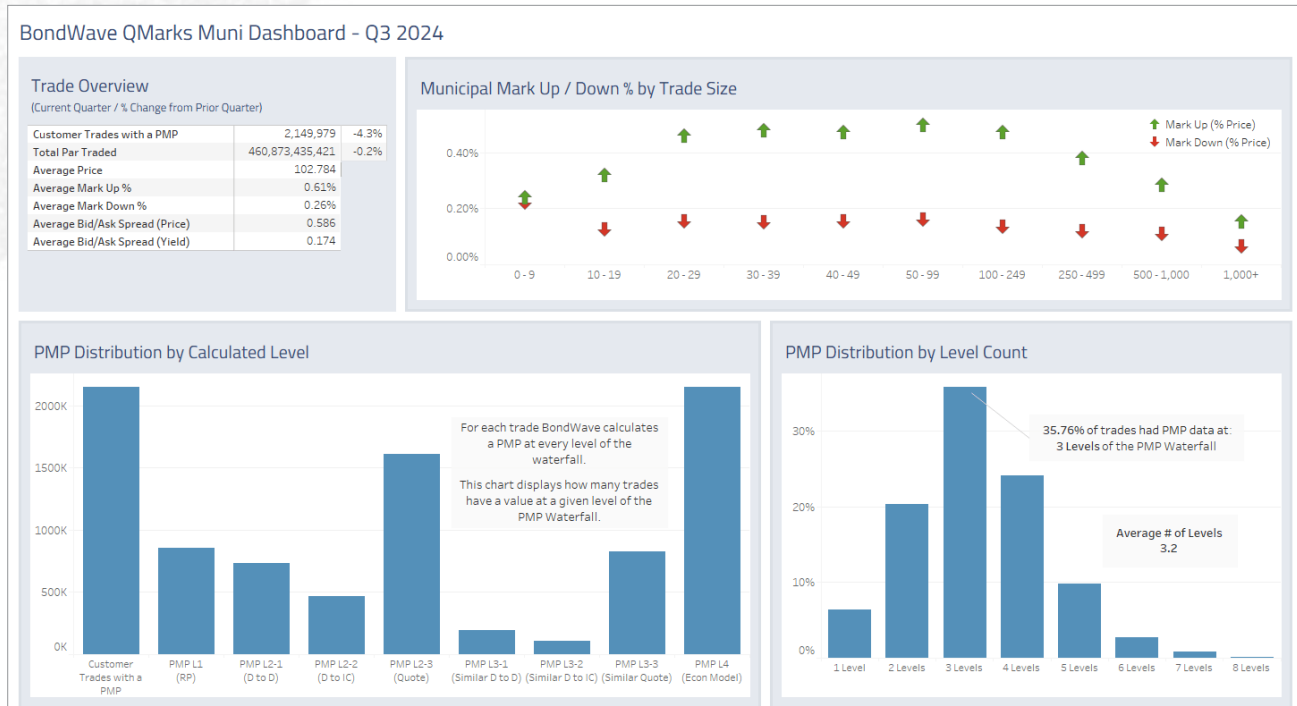 BondWave QMarks Muni Dashboard - Q3 2024
Trade Overview
(Current Quarter / % Change from Prior Quarter)
Customer Trades with a PMP 2,149,979 -4.3%
Total Par Traded 460,873,435,421 -0.2%
Average Price 102.784
Average Mark Up % 0.61%
Average Mark Down % 0.26%
Average Bid/Ask Spread (Price) 0.586
Average Bid/Ask Spread (Yield) 0.174
Municipal Mark Up / Down % by Trade Size
Mark Up (% Price)
Mark Down (% Price)
0.40%
0.20%
0.00%
0 - 9 10 - 19 20 - 29 30 - 39 40 - 49 50 - 99 100 - 249 250 - 499 500 - 1,000 1,000+
PMP Distribution by Calculated Level
2000K
1500K
1000K
500K
0K
For each trade BondWave calculates
a PMP at every level of the
waterfall.
This chart displays how many trades
have a value at a given level of the
PMP Waterfall.
Customer PMP L1 PMP L2-1 PMP L2-2 PMP L2-3 PMP L3-1 PMP L3-2 PMP L3-3 PMP L4
Trades with a (RP) (D to D) (D to IC) (Quote) (Similar D to D) (Similar D to IC) (Similar Quote) (Econ Model)
PMP
PMP Distribution by Level Count
30%
20%
10%
0%
35.76% of trades had PMP data at:
3 Levels of the PMP Waterfall
Average # of Levels
3.2
1 Level 2 Levels 3 Levels 4 Levels 5 Levels 6 Levels 7 Levels 8 Levels